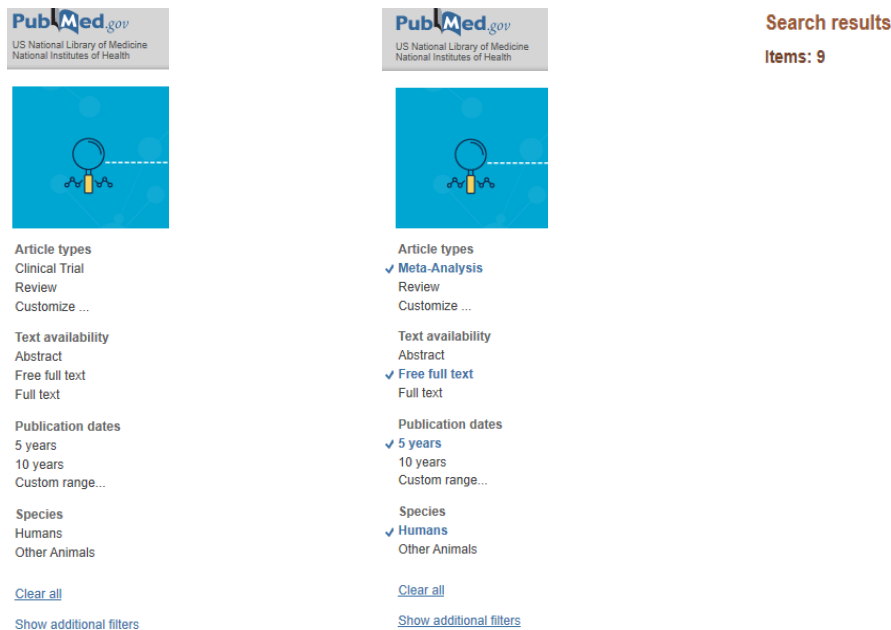 PubMed.gov
US National Library of Medicine
National Institutes of Health
Article types
Clinical Trial
Review
Customize ...
Text availability
Abstract
Free full text
Full text
Publication dates
5 years
10 years
Custom range...
Species
Humans
Other Animals
Clear all
Show additional filters
PubMed.gov
US National Library of Medicine
National Institutes of Health
Article types
Meta-Analysis
Review
Customize ...
Text availability
Abstract
Free full text
Full text
Publication dates
5 years
10 years
Custom range...
Species
Humans
Other Animals
Clear all
Show additional filters
Search results
Items: 9